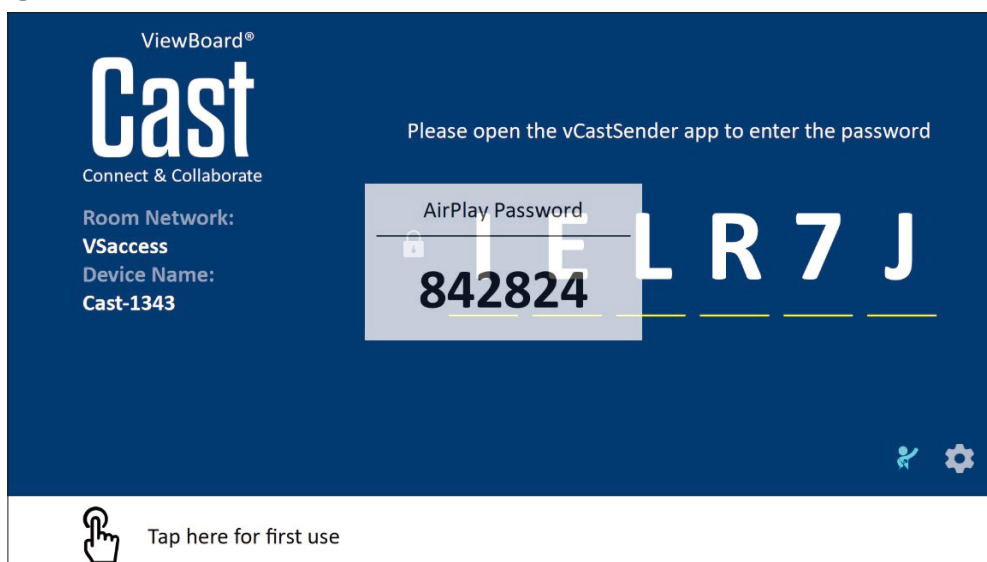 ViewBoard®
Cast
Connect & Collaborate
Room Network:
VSaccess
Device Name:
Cast-1343
Please open the vCastSender app to enter the password
AirPlay Password
842824
I E L R 7 J
Tap here for first use